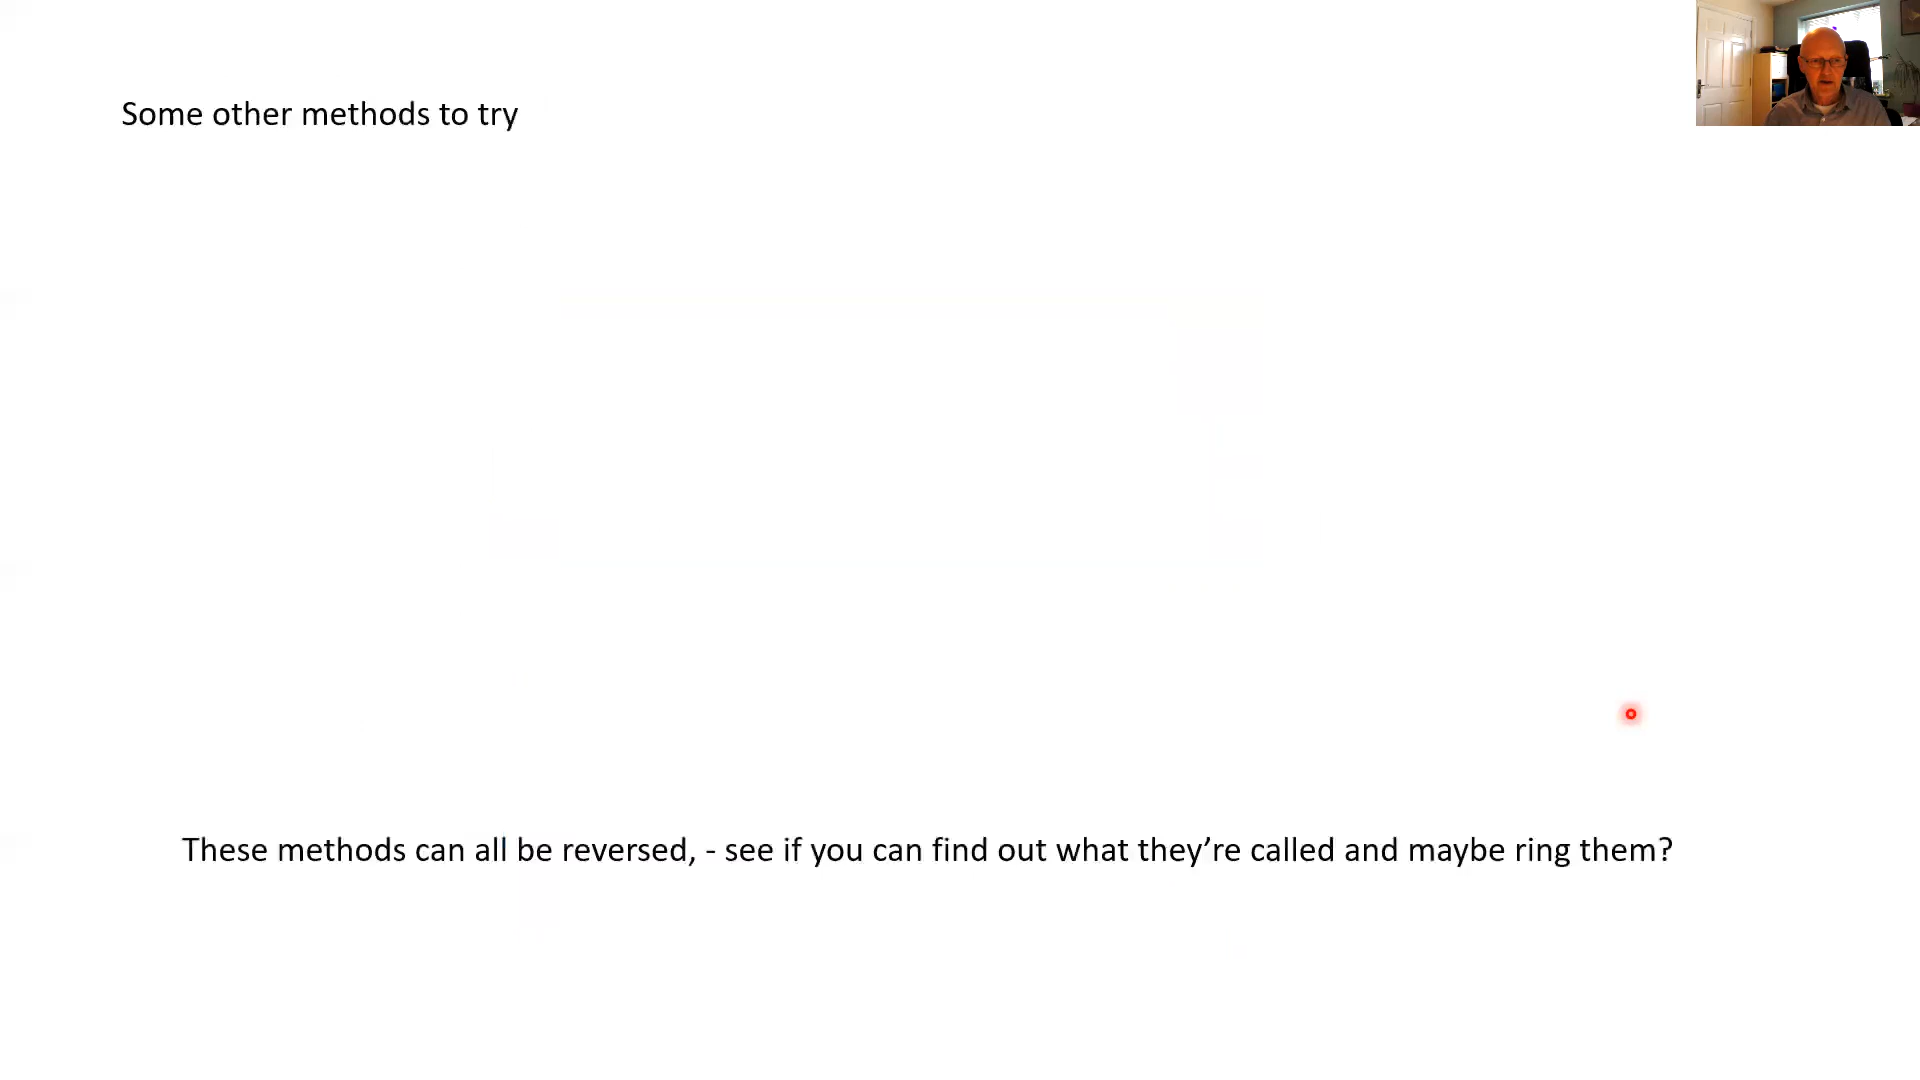 Some other methods to try
These methods can all be reversed, - see if you can find out what they’re called and maybe ring them?